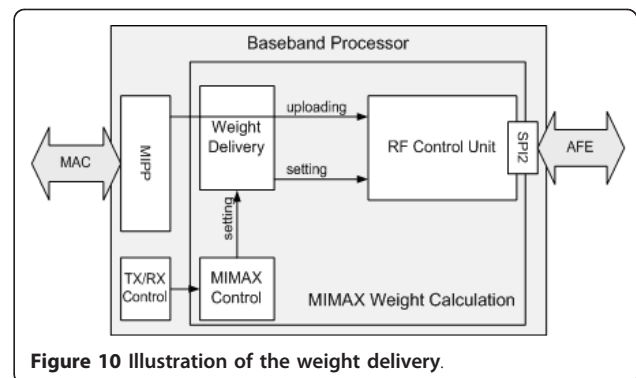 Baseband Processor
MAC
MIPP
uploading
Weight
Delivery
setting
RF Control Unit
SPI2
AFE
setting
TX/RX
Control
MIMAX
Control
MIMAX Weight Calculation
Figure 10 Illustration of the weight delivery.